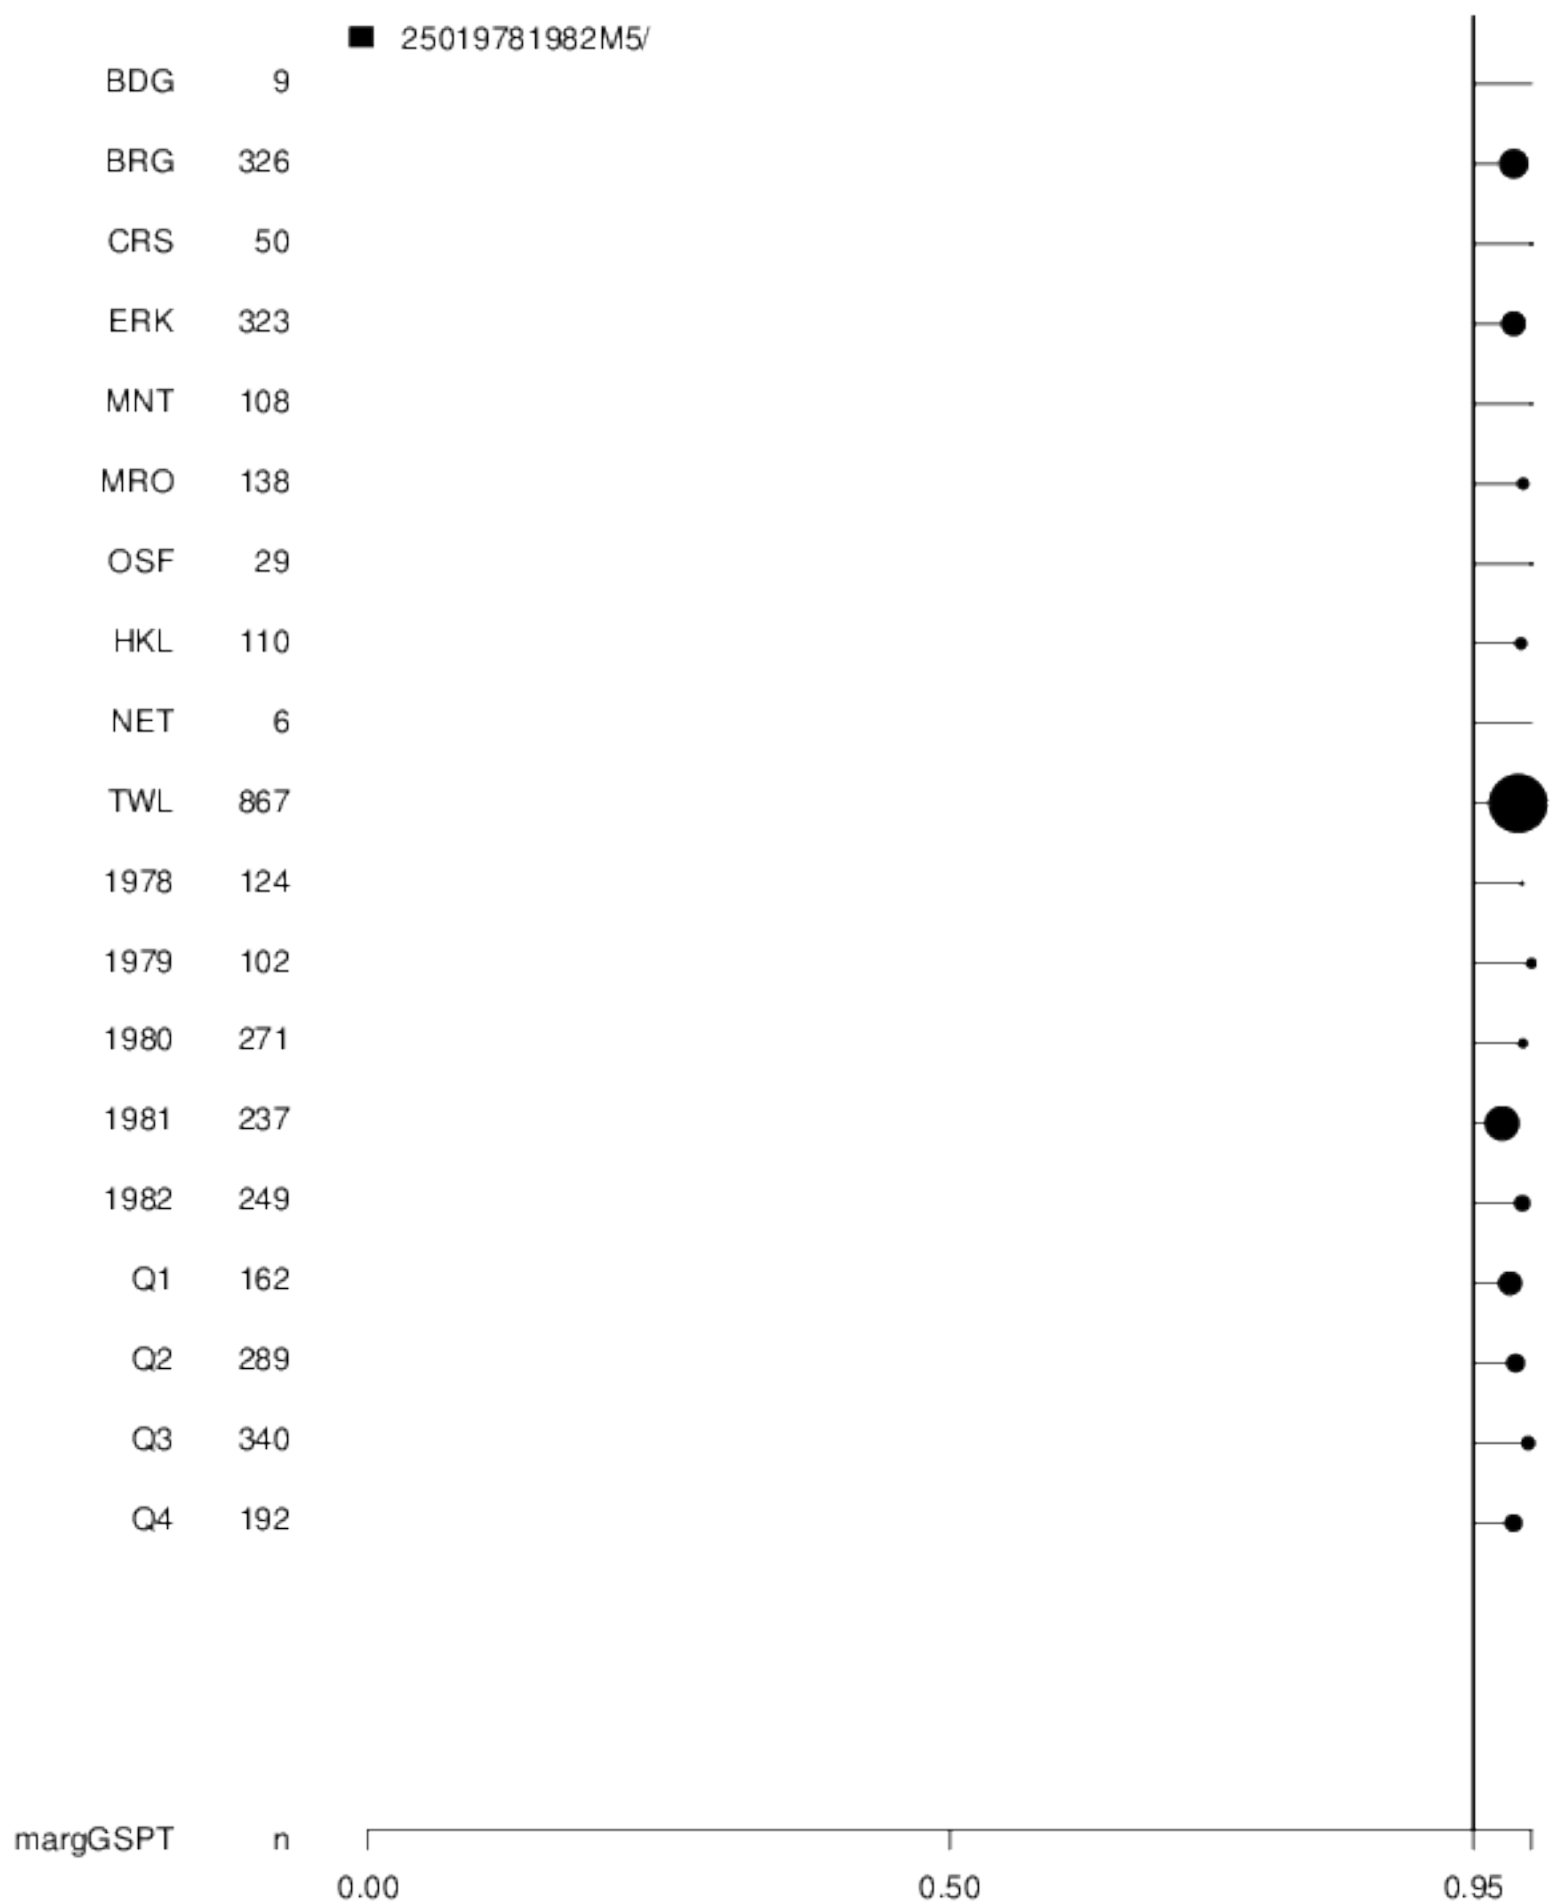 25019781982M5/
BDG 9
BRG 326
CRS 50
ERK 323
MNT 108
MRO 138
OSF 29
HKL 110
NET 6
TWL 867
1978 124
1979 102
1980 271
1981 237
1982 249
Q1 162
Q2 289
Q3 340
Q4 192
margGSPT n
0.00 0.50 0.95